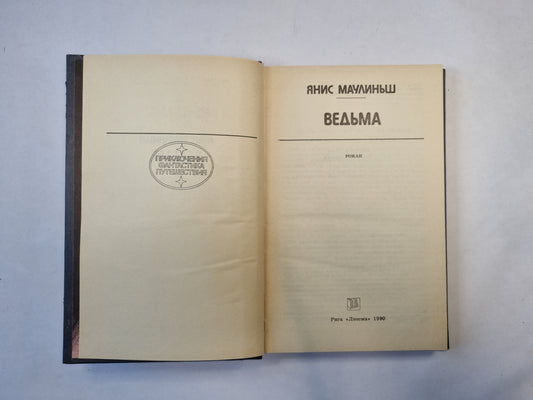 ПРИКЛЮЧЕНИЯ
ФАНТАСТИКА
ПУТЕШЕСТВИЯ
ЯНИС МАУЛИНЬШ
ВЕДЬМА
РОМАН
Рига «Лиесма» 1990